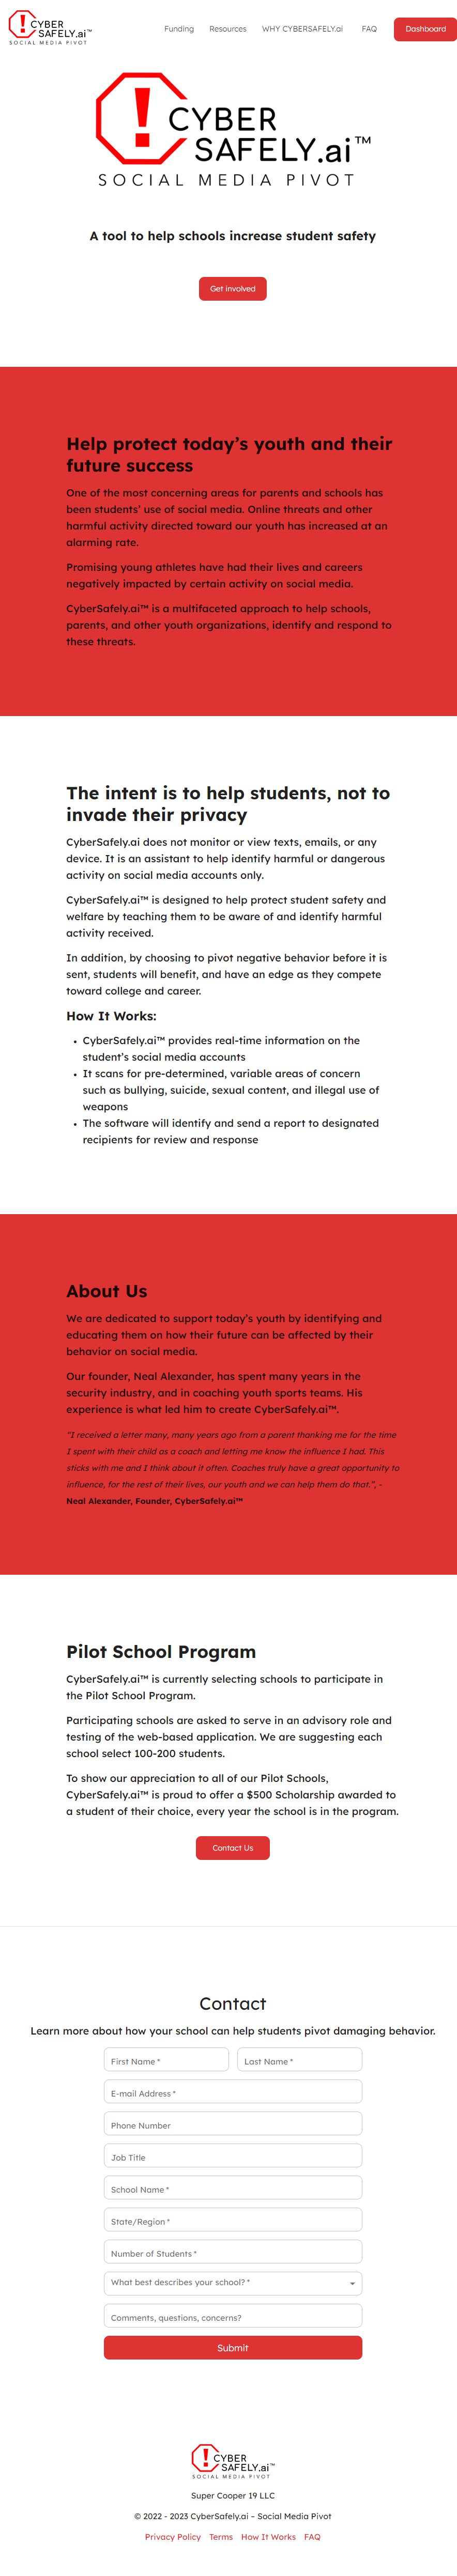 CYBER
SAFELY.ai™
SOCIAL MEDIA PIVOT
Funding Resources WHY CYBERSAFELY.ai FAQ Dashboard
CYBER
SAFELY.ai™
SOCIAL MEDIA PIVOT
A tool to help schools increase student safety
Get involved
Help protect today’s youth and their
future success
One of the most concerning areas for parents and schools has
been students’ use of social media. Online threats and other
harmful activity directed toward our youth has increased at an
alarming rate.
Promising young athletes have had their lives and careers
negatively impacted by certain activity on social media.
CyberSafely.ai™ is a multifaceted approach to help schools,
parents, and other youth organizations, identify and respond to
these threats.
The intent is to help students, not to
invade their privacy
CyberSafely.ai does not monitor or view texts, emails, or any
device. It is an assistant to help identify harmful or dangerous
activity on social media accounts only.
CyberSafely.ai™ is designed to help protect student safety and
welfare by teaching them to be aware of and identify harmful
activity received.
In addition, by choosing to pivot negative behavior before it is
sent, students will benefit, and have an edge as they compete
toward college and career.
How It Works:
• CyberSafely.ai™ provides real-time information on the
student’s social media accounts
• It scans for pre-determined, variable areas of concern
such as bullying, suicide, sexual content, and illegal use of
weapons
• The software will identify and send a report to designated
recipients for review and response
About Us
We are dedicated to support today’s youth by identifying and
educating them on how their future can be affected by their
behavior on social media.
Our founder, Neal Alexander, has spent many years in the
security industry, and in coaching youth sports teams. His
experience is what led him to create CyberSafely.ai™.
“I received a letter many, many years ago from a parent thanking me for the time
I spent with their child as a coach and letting me know the influence I had. This
sticks with me and I think about it often. Coaches truly have a great opportunity to
influence, for the rest of their lives, our youth and we can help them do that.”, -
Neal Alexander, Founder, CyberSafely.ai™
Pilot School Program
CyberSafely.ai™ is currently selecting schools to participate in
the Pilot School Program.
Participating schools are asked to serve in an advisory role and
testing of the web-based application. We are suggesting each
school select 100-200 students.
To show our appreciation to all of our Pilot Schools,
CyberSafely.ai™ is proud to offer a $500 Scholarship awarded to
a student of their choice, every year the school is in the program.
Contact Us
Contact
Learn more about how your school can help students pivot damaging behavior.
First Name * Last Name *
E-mail Address *
Phone Number
Job Title
School Name *
State/Region *
Number of Students *
What best describes your school? *
Comments, questions, concerns?
Submit
CYBER
SAFELY.ai™
SOCIAL MEDIA PIVOT
Super Cooper 19 LLC
© 2022 - 2023 CyberSafely.ai – Social Media Pivot
Privacy Policy Terms How It Works FAQ